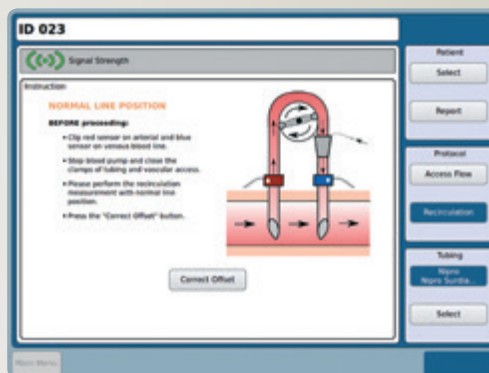 ID 023
Signal Strength
Instruction
NORMAL LINE POSITION
BEFORE proceeding:
• Clip red sensor on arterial and blue
sensor on venous blood line.
• Stop blood pump and close the
clamps of tubing and vascular access.
• Please perform the recirculation
measurement with normal line
position.
• Press the "Correct Offset" button.
Correct Offset
Patient
Select
Report
Protocol
Access Flow
Recirculation
Tubing
Nipro
Nipro Surdia...
Select
Main Menu